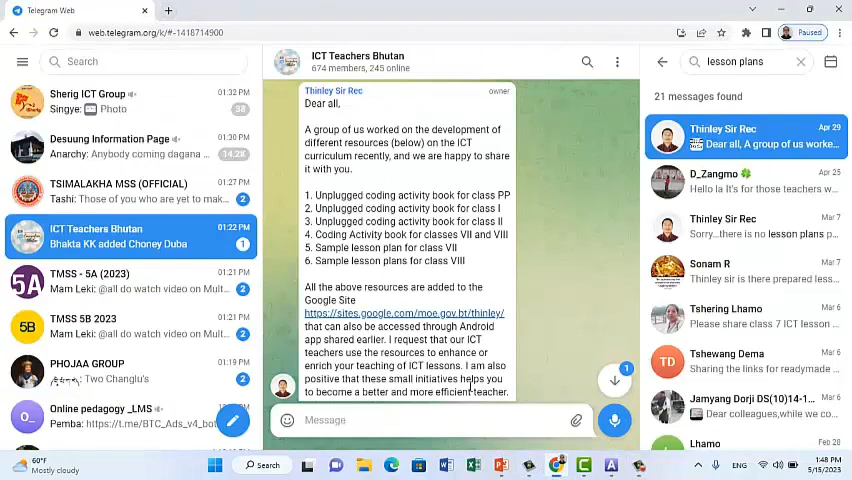 Telegram Web
web.telegram.org/k/#-1418714900
Paused
Search
Sherig ICT Group
01:32 PM
Singye: Photo
38
Desuung Information Page
01:30 PM
Anarchy: Anybody coming dagana ...
14.2K
TSIMALAKHA MSS (OFFICIAL)
01:27 PM
Tashi: Those of you who are yet to mak...
2
ICT Teachers Bhutan
01:22 PM
Bhakta KK added Choney Duba
1
TMSS - 5A (2023)
01:21 PM
Mam Leki: @all do watch video on Mult...
2
5A
TMSS 5B 2023
01:21 PM
Mam Leki: @all do watch video on Mult...
2
5B
PHOJAA GROUP
01:19 PM
Two Changlu's
2
Online pedagogy _LMS
01:16 PM
Pemba: https://t.me/BTC_Ads_v4_bot
O_
ICT Teachers Bhutan
674 members, 245 online
Thinley Sir Rec
owner
Dear all,
A group of us worked on the development of
different resources (below) on the ICT
curriculum recently, and we are happy to share
it with you.
1. Unplugged coding activity book for class PP
2. Unplugged coding activity book for class I
3. Unplugged coding activity book for class II
4. Coding Activity book for classes VII and VIII
5. Sample lesson plan for class VII
6. Sample lesson plans for class VIII
All the above resources are added to the
Google Site
https://sites.google.com/moe.gov.bt/thinley/
that can also be accessed through Android
app shared earlier. I request that our ICT
teachers use the resources to enhance or
enrich your teaching of ICT lessons. I am also
positive that these small initiatives helps you
to become a better and more efficient teacher.
1
Message
lesson plans
21 messages found
Thinley Sir Rec
Apr 29
Dear all, A group of us worke...
D_Zangmo
Apr 25
Hello la It's for those teachers w...
Thinley Sir Rec
Mar 7
Sorry...there is no lesson plans p...
Sonam R
Mar 7
Thinley sir is there prepared less...
Tshering Lhamo
Mar 6
Please share class 7 ICT lesson ...
TD
Tshewang Dema
Mar 6
Sharing the links for readymade ...
Jamyang Dorji DS(10)14-1...
Mar 6
Dear colleagues,while we co...
Lhamo
Feb 28
60°F
Mostly cloudy
Search
ENG
1:48 PM
5/15/2023